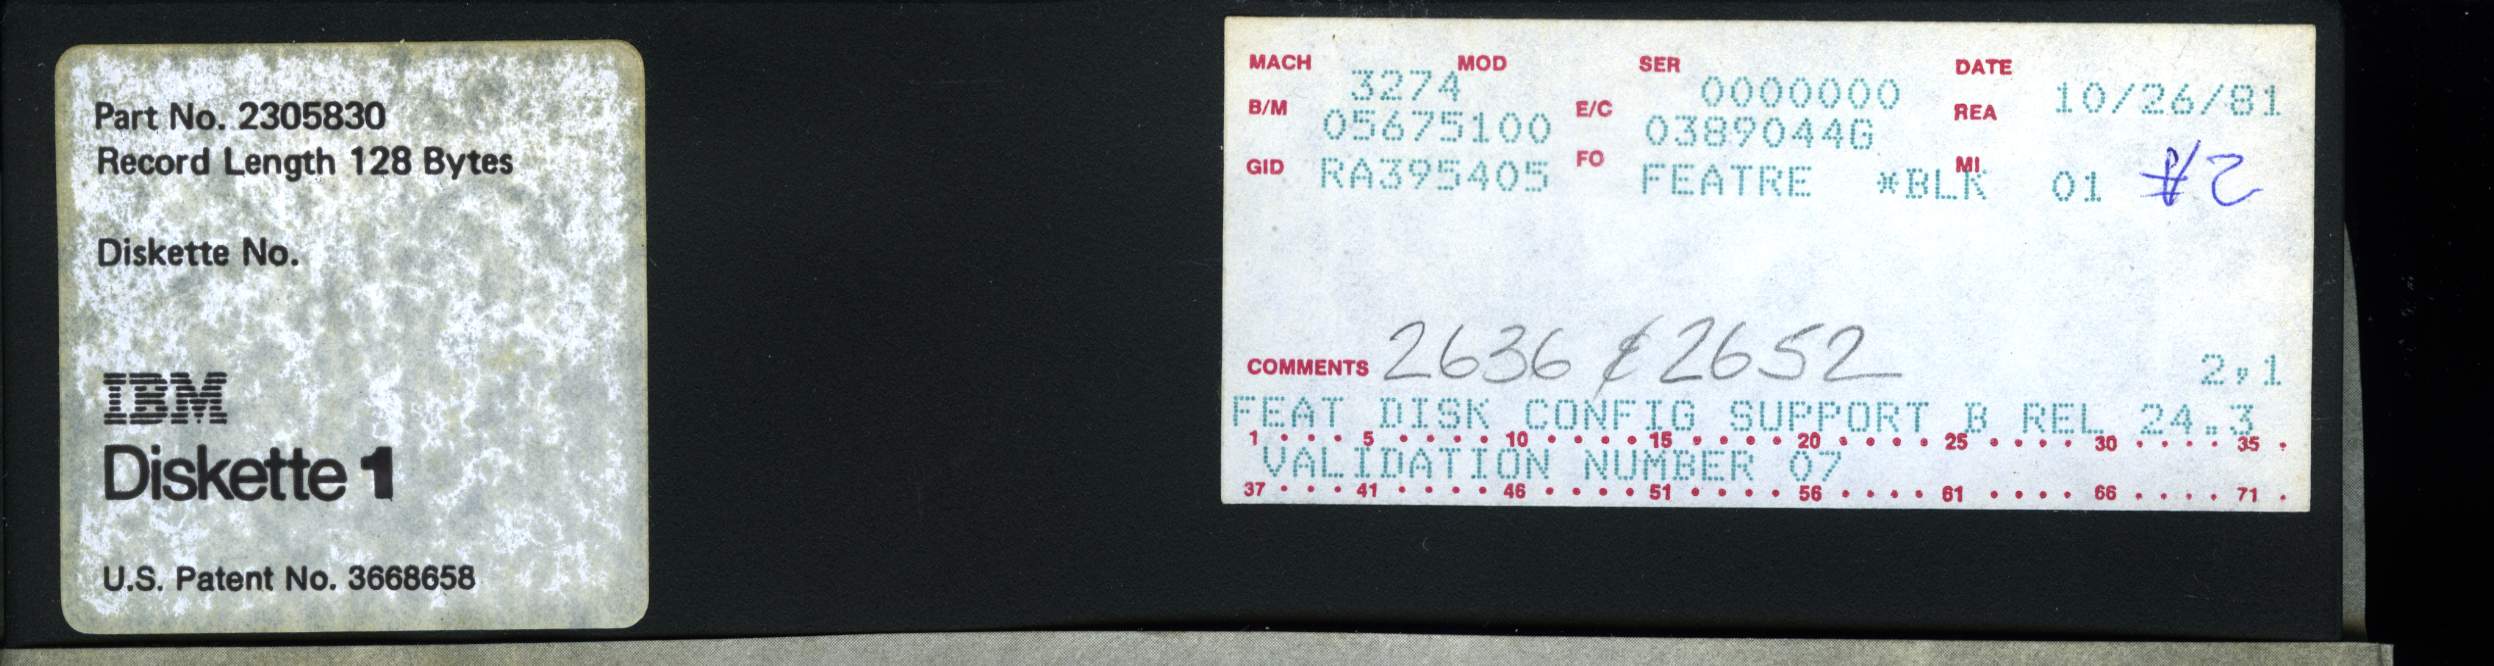 Part No. 2305830
Record Length 128 Bytes
Diskette No.
IBM
Diskette 1
U.S. Patent No. 3668658
MACH 3274 MOD SER 0000000 DATE 10/26/81
B/M 05675100 E/C 0389044G REA
GID RA395405 FO FEATRE *BLK MI 01 #2
COMMENTS 2636 & 2652 2,1
FEAT DISK CONFIG SUPPORT B REL 24.3
1 . . . 5 . . . . 10 . . . . 15 . . . . 20 . . . . 25 . . . . 30 . . . . 35 .
VALIDATION NUMBER 07
37 . . . 41 . . . . 46 . . . . 51 . . . . 56 . . . . 61 . . . . 66 . . . . 71 .